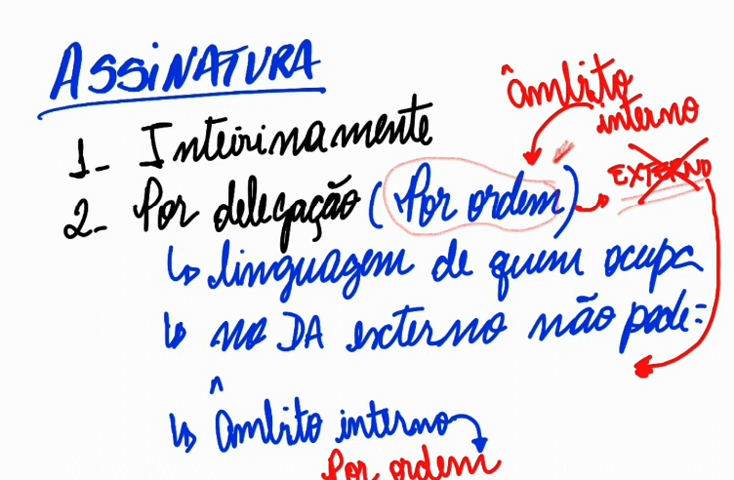 ASSINATURA
1- Inteirinamente
2- Por delegação (Por ordem)
âmbito
interno
EXTERNO
↳ linguagem de quem ocupa
↳ no DA externo não pode:
↳ Âmbito interno
Por ordem